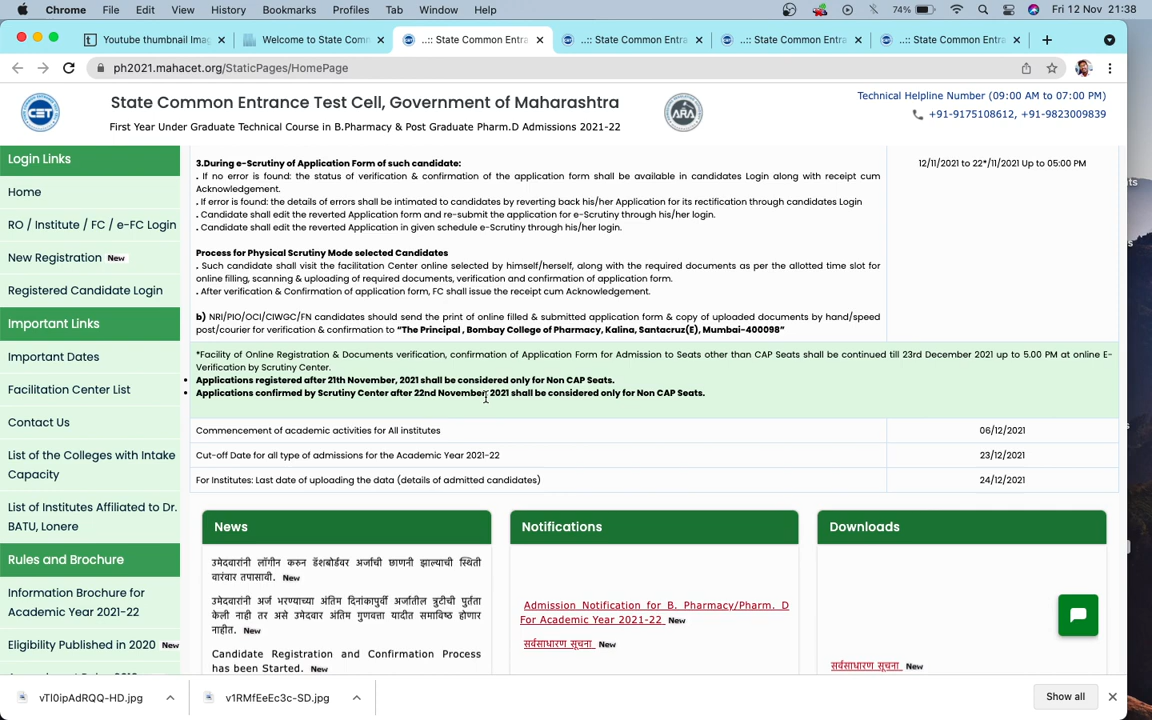 Chrome File Edit View History Bookmarks Profiles Tab Window Help 74% Fri 12 Nov 21:38
Youtube thumbnail Imag Welcome to State Com ..:: State Common Entra ..:: State Common Entra ..:: State Common Entra ..:: State Common Entra
ph2021.mahacet.org/StaticPages/HomePage
CET
State Common Entrance Test Cell, Government of Maharashtra
First Year Under Graduate Technical Course in B.Pharmacy & Post Graduate Pharm.D Admissions 2021-22
ARA
Technical Helpline Number (09:00 AM to 07:00 PM)
+91-9175108612, +91-9823009839
Login Links
Home
RO / Institute / FC / e-FC Login
New Registration New
Registered Candidate Login
Important Links
Important Dates
Facilitation Center List
Contact Us
List of the Colleges with Intake
Capacity
List of Institutes Affiliated to Dr.
BATU, Lonere
Rules and Brochure
Information Brochure for
Academic Year 2021-22
Eligibility Published in 2020 New
3.During e-Scrutiny of Application Form of such candidate:
. If no error is found: the status of verification & confirmation of the application form shall be available in candidates Login along with receipt cum
Acknowledgement.
. If error is found: the details of errors shall be intimated to candidates by reverting back his/her Application for its rectification through candidates Login
. Candidate shall edit the reverted Application form and re-submit the application for e-Scrutiny through his/her login.
. Candidate shall edit the reverted Application in given schedule e-Scrutiny through his/her login.
12/11/2021 to 22*/11/2021 Up to 05:00 PM
Process for Physical Scrutiny Mode selected Candidates
. Such candidate shall visit the facilitation Center online selected by himself/herself, along with the required documents as per the allotted time slot for
online filling, scanning & uploading of required documents, verification and confirmation of application form.
. After verification & Confirmation of application form, FC shall issue the receipt cum Acknowledgement.
b) NRI/PIO/OCI/CIWGC/FN candidates should send the print of online filled & submitted application form & copy of uploaded documents by hand/speed
post/courier for verification & confirmation to “The Principal , Bombay College of Pharmacy, Kalina, Santacruz(E), Mumbai-400098”
*Facility of Online Registration & Documents verification, confirmation of Application Form for Admission to Seats other than CAP Seats shall be continued till 23rd December 2021 up to 5.00 PM at online E-
Verification by Scrutiny Center.
Applications registered after 21th November, 2021 shall be considered only for Non CAP Seats.
Applications confirmed by Scrutiny Center after 22nd November, 2021 shall be considered only for Non CAP Seats.
Commencement of academic activities for All institutes 06/12/2021
Cut-off Date for all type of admissions for the Academic Year 2021-22 23/12/2021
For Institutes: Last date of uploading the data (details of admitted candidates) 24/12/2021
News
उमेदवारांनी लॉगीन करुन डॅशबोर्डवर अर्जाची छाणनी झाल्याची स्थिती
वारंवार तपासावी. New
उमेदवारांनी अर्ज भरण्याच्या अंतिम दिनांकापुर्वी अर्जातील त्रुटीची पुर्तता
केली नाही तर असे उमेदवार अंतिम गुणवत्ता यादीत समाविष्ठ होणार
नाहीत. New
Candidate Registration and Confirmation Process
has been Started. New
Notifications
Admission Notification for B. Pharmacy/Pharm. D
For Academic Year 2021-22 New
सर्वसाधारण सूचना New
Downloads
सर्वसाधारण सूचना New
vTI0ipAdRQQ-HD.jpg v1RMfEeEc3c-SD.jpg Show all